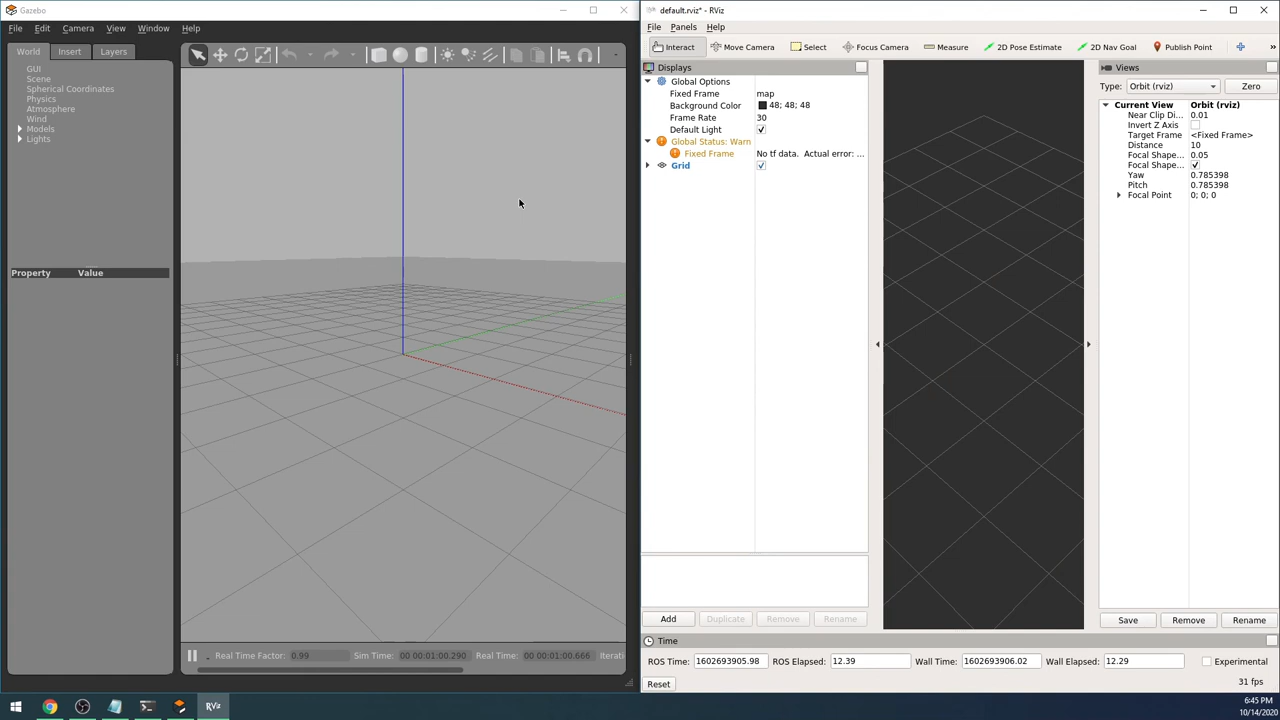 Gazebo
File Edit Camera View Window Help
World Insert Layers
GUI
Scene
Spherical Coordinates
Physics
Atmosphere
Wind
Models
Lights
Property Value
Real Time Factor: 0.99 Sim Time: 00 00:01:00.290 Real Time: 00 00:01:00.666 Iterati
default.rviz* - RViz
File Panels Help
Interact Move Camera Select Focus Camera Measure 2D Pose Estimate 2D Nav Goal Publish Point »
Displays
Global Options
Fixed Frame map
Background Color 48; 48; 48
Frame Rate 30
Default Light
Global Status: Warn
Fixed Frame No tf data. Actual error: ...
Grid
Add Duplicate Remove Rename
Views
Type: Orbit (rviz) Zero
Current View Orbit (rviz)
Near Clip Di... 0.01
Invert Z Axis
Target Frame <Fixed Frame>
Distance 10
Focal Shape... 0.05
Focal Shape...
Yaw 0.785398
Pitch 0.785398
Focal Point 0; 0; 0
Save Remove Rename
Time
ROS Time: 1602693905.98 ROS Elapsed: 12.39 Wall Time: 1602693906.02 Wall Elapsed: 12.29 Experimental
Reset 31 fps
RViz
6:45 PM
10/14/2020